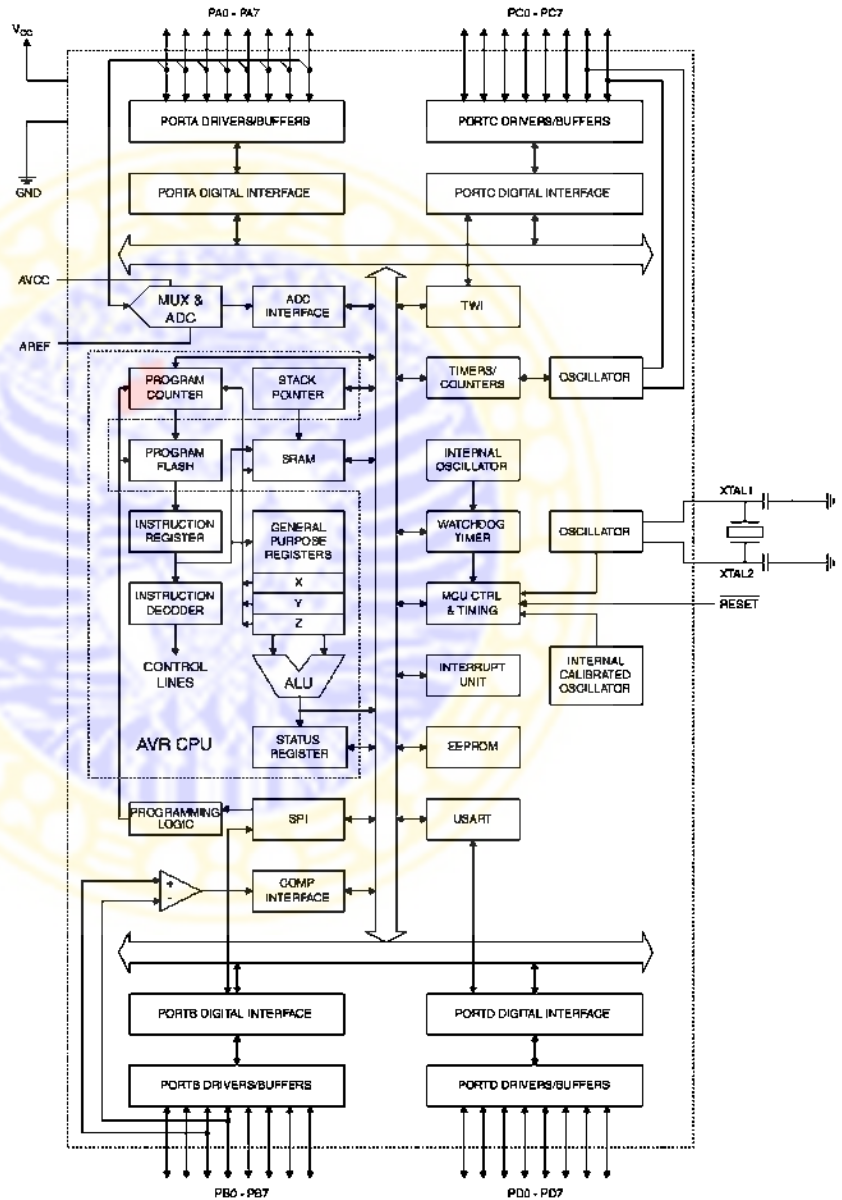 PA0 - PA7
PC0 - PC7
VCC
PORTA DRIVERS/BUFFERS
PORTC DRIVERS/BUFFERS
GND
PORTA DIGITAL INTERFACE
PORTC DIGITAL INTERFACE
AVCC
MUX &
ADC
ADC
INTERFACE
TWI
AREF
PROGRAM
COUNTER
STACK
POINTER
TIMERS/
COUNTERS
OSCILLATOR
PROGRAM
FLASH
SRAM
INTERNAL
OSCILLATOR
XTAL1
INSTRUCTION
REGISTER
GENERAL
PURPOSE
REGISTERS
WATCHDOG
TIMER
OSCILLATOR
XTAL2
X
Y
Z
INSTRUCTION
DECODER
MCU CTRL
& TIMING
RESET
CONTROL
LINES
ALU
INTERRUPT
UNIT
INTERNAL
CALIBRATED
OSCILLATOR
AVR CPU
STATUS
REGISTER
EEPROM
PROGRAMMING
LOGIC
SPI
USART
+
-
COMP
INTERFACE
PORTB DIGITAL INTERFACE
PORTD DIGITAL INTERFACE
PORTB DRIVERS/BUFFERS
PORTD DRIVERS/BUFFERS
PB0 - PB7
PD0 - PD7